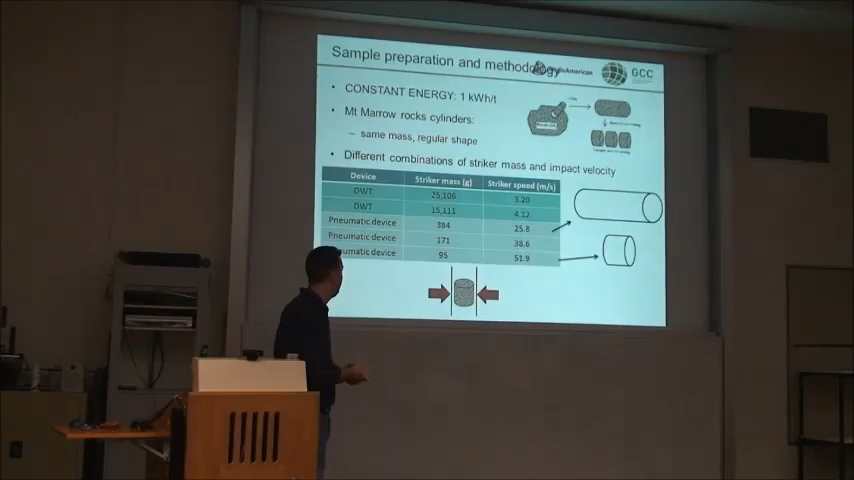 Sample preparation and methodology
AngloAmerican
GCC
• CONSTANT ENERGY: 1 kWh/t
• Mt Marrow rocks cylinders:
– same mass, regular shape
• Different combinations of striker mass and impact velocity
Device Striker mass (g) Striker speed (m/s)
DWT 25,106 3.20
DWT 15,111 4.12
Pneumatic device 384 25.8
Pneumatic device 171 38.6
eumatic device 95 51.9